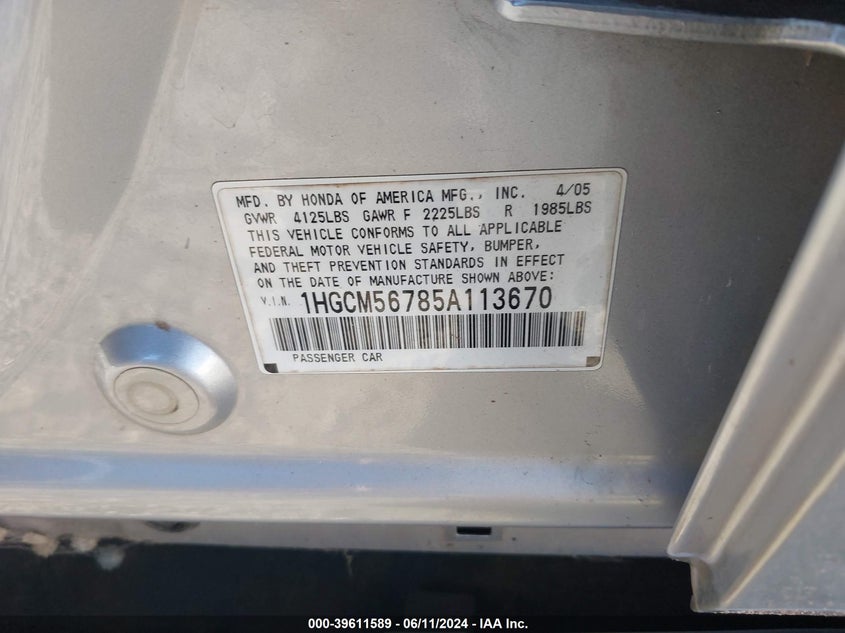 MFD. BY HONDA OF AMERICA MFG., INC. 4/05
GVWR 4125LBS GAWR F 2225LBS R 1985LBS
THIS VEHICLE CONFORMS TO ALL APPLICABLE
FEDERAL MOTOR VEHICLE SAFETY, BUMPER,
AND THEFT PREVENTION STANDARDS IN EFFECT
ON THE DATE OF MANUFACTURE SHOWN ABOVE:
V.I.N. 1HGCM56785A113670
PASSENGER CAR
000-39611589 - 06/11/2024 - IAA Inc.